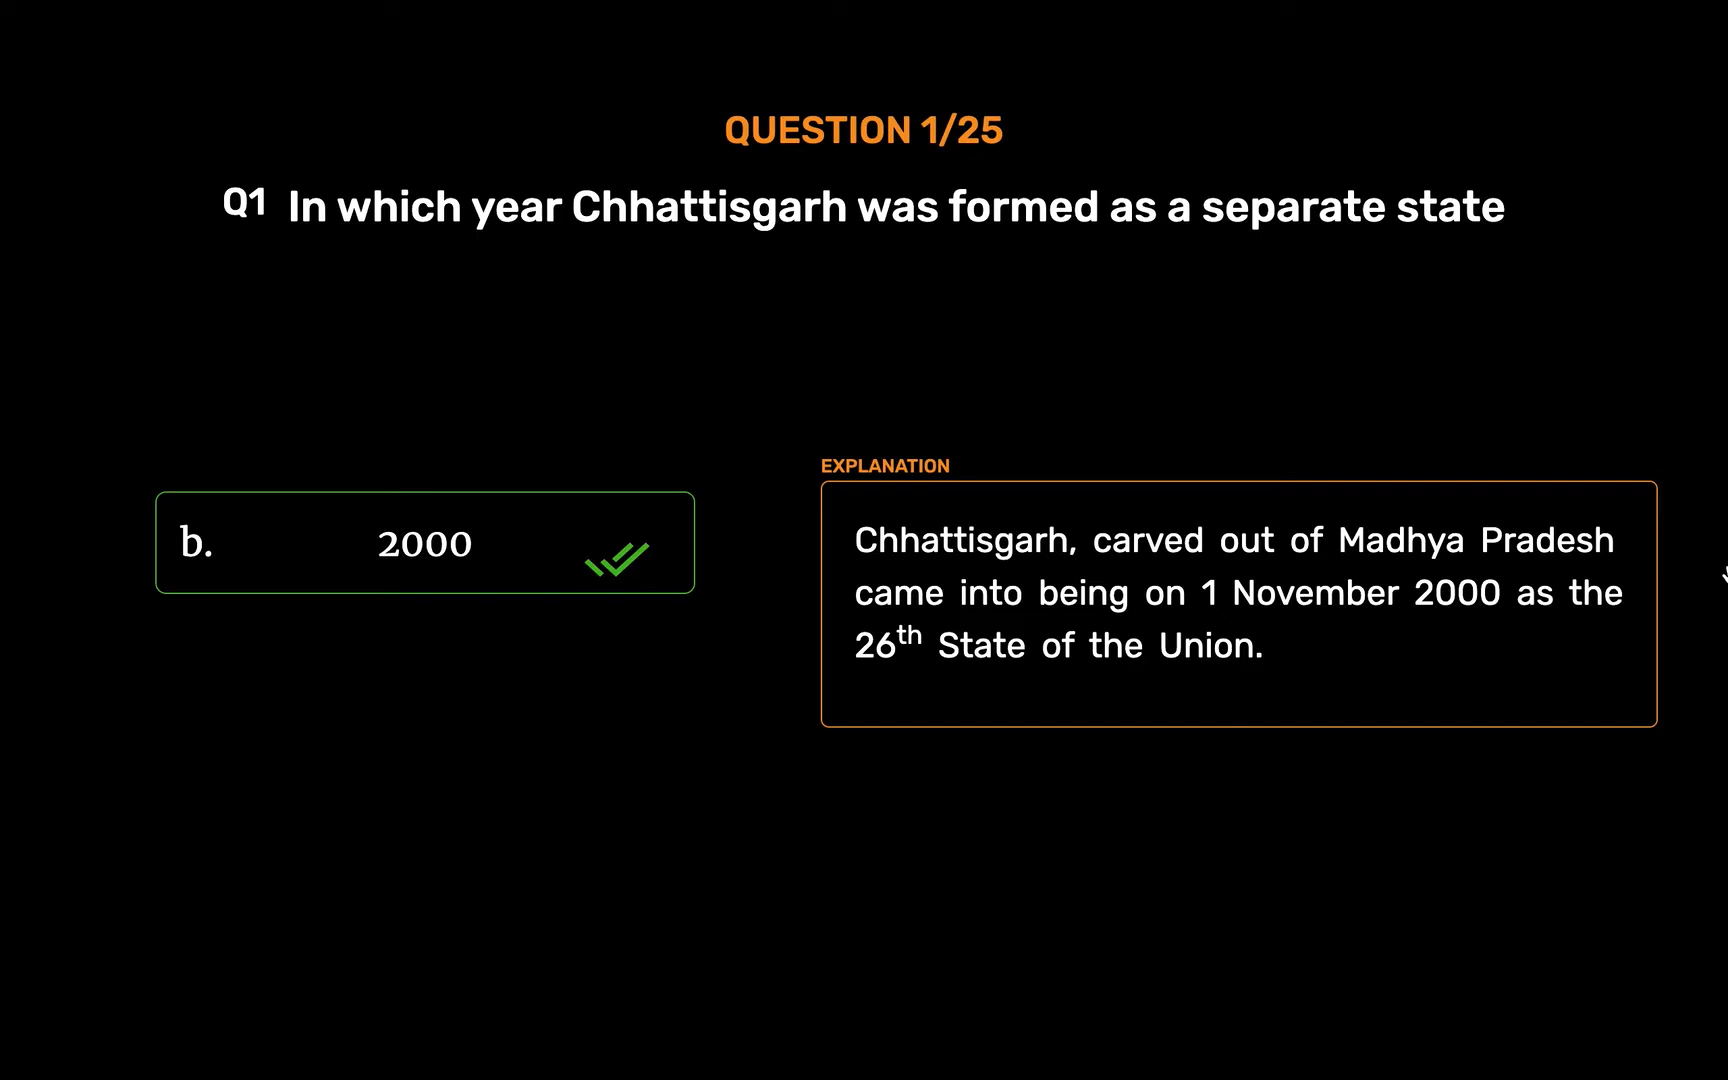 QUESTION 1/25
Q1 In which year Chhattisgarh was formed as a separate state
b. 2000
EXPLANATION
Chhattisgarh, carved out of Madhya Pradesh
came into being on 1 November 2000 as the
26th State of the Union.